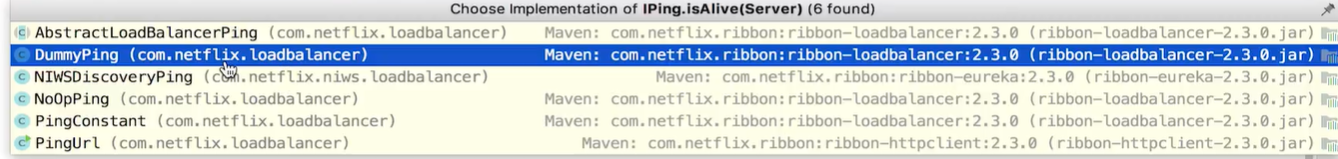 Choose Implementation of IPing.isAlive(Server) (6 found)
AbstractLoadBalancerPing (com.netflix.loadbalancer) Maven: com.netflix.ribbon:ribbon-loadbalancer:2.3.0 (ribbon-loadbalancer-2.3.0.jar)
DummyPing (com.netflix.loadbalancer) Maven: com.netflix.ribbon:ribbon-loadbalancer:2.3.0 (ribbon-loadbalancer-2.3.0.jar)
NIWSDiscoveryPing (com.netflix.niws.loadbalancer) Maven: com.netflix.ribbon:ribbon-eureka:2.3.0 (ribbon-eureka-2.3.0.jar)
NoOpPing (com.netflix.loadbalancer) Maven: com.netflix.ribbon:ribbon-loadbalancer:2.3.0 (ribbon-loadbalancer-2.3.0.jar)
PingConstant (com.netflix.loadbalancer) Maven: com.netflix.ribbon:ribbon-loadbalancer:2.3.0 (ribbon-loadbalancer-2.3.0.jar)
PingUrl (com.netflix.loadbalancer) Maven: com.netflix.ribbon:ribbon-httpclient:2.3.0 (ribbon-httpclient-2.3.0.jar)